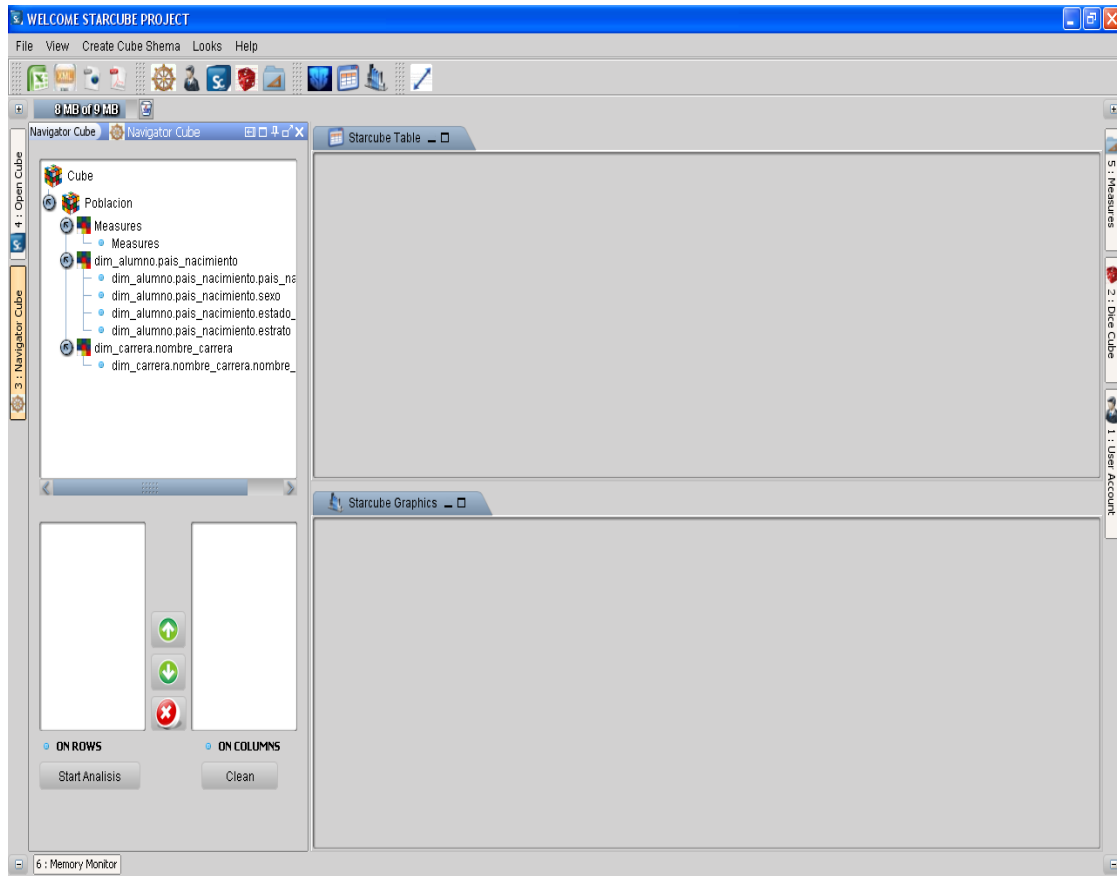 WELCOME STARCUBE PROJECT
File View Create Cube Shema Looks Help
8 MB of 9 MB
Navigator Cube
Navigator Cube
4 : Open Cube
3 : Navigator Cube
Cube
Poblacion
Measures
Measures
dim_alumno.pais_nacimiento
dim_alumno.pais_nacimiento.pais_na
dim_alumno.pais_nacimiento.sexo
dim_alumno.pais_nacimiento.estado_
dim_alumno.pais_nacimiento.estrato
dim_carrera.nombre_carrera
dim_carrera.nombre_carrera.nombre_
ON ROWS
ON COLUMNS
Start Analisis
Clean
Starcube Table
Starcube Graphics
5 : Measures
2 : Dice Cube
1 : User Account
6 : Memory Monitor